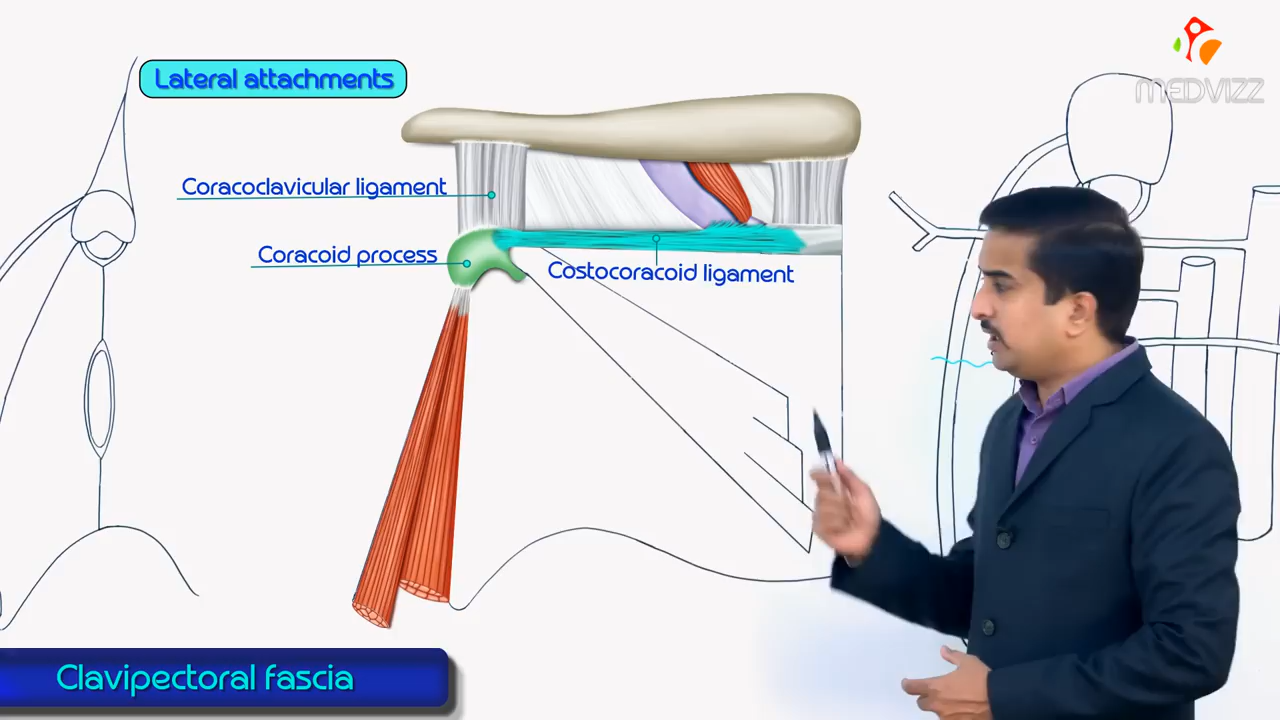 Lateral attachments
MEDVIZZ
Coracoclavicular ligament
Coracoid process
Costocoracoid ligament
Clavipectoral fascia